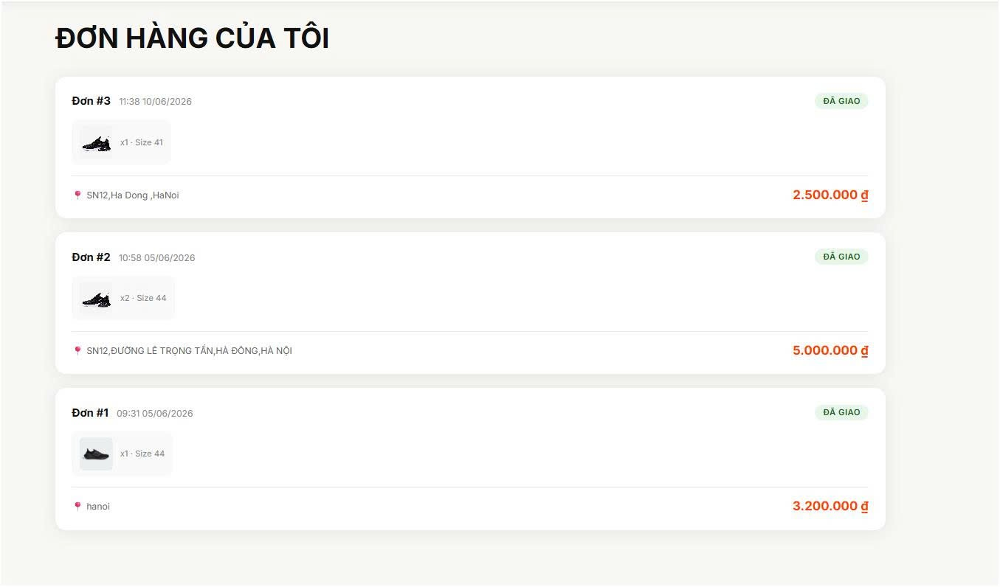 ĐƠN HÀNG CỦA TÔI
Đơn #3 11:38 10/06/2026 ĐÃ GIAO
x1 · Size 41
SN12,Ha Dong ,HaNoi 2.500.000 ₫
Đơn #2 10:58 05/06/2026 ĐÃ GIAO
x2 · Size 44
SN12,ĐƯỜNG LÊ TRỌNG TẤN,HÀ ĐÔNG,HÀ NỘI 5.000.000 ₫
Đơn #1 09:31 05/06/2026 ĐÃ GIAO
x1 · Size 44
hanoi 3.200.000 ₫